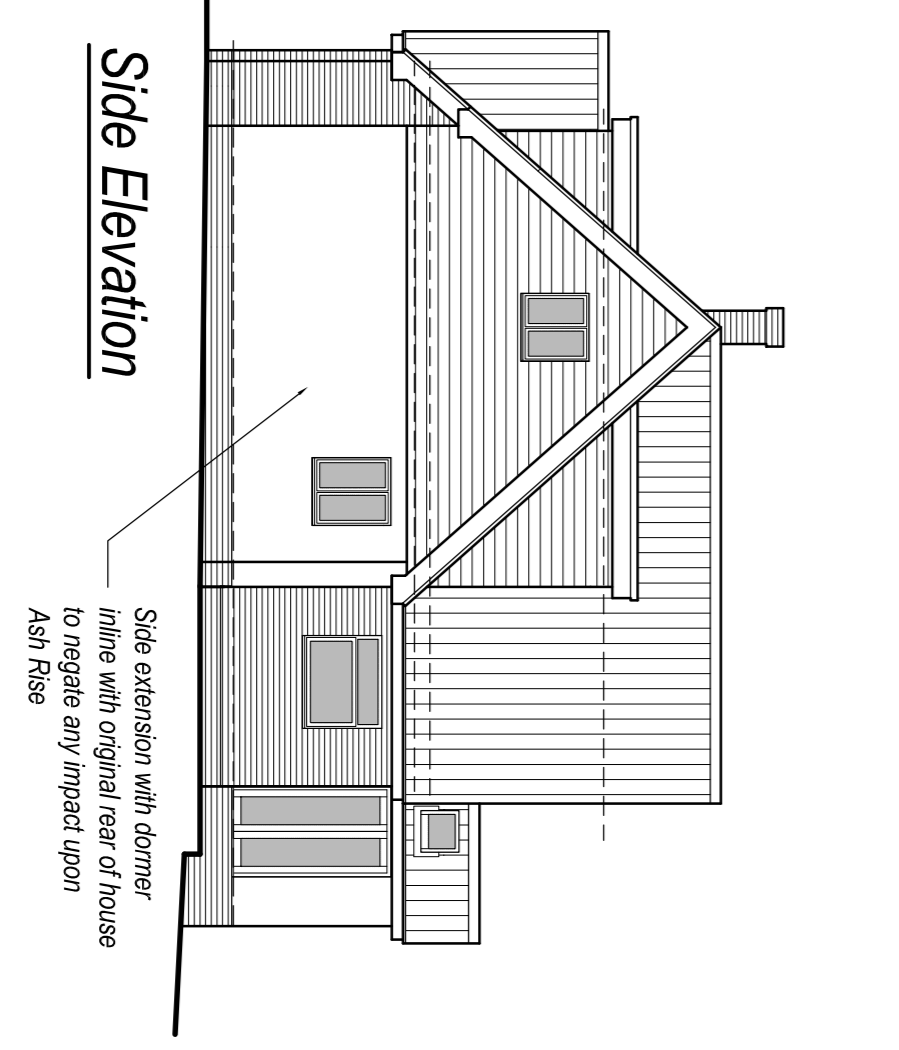 Side Elevation
Side extension with dormer
inline with original rear of house
to negate any impact upon
Ash Rise